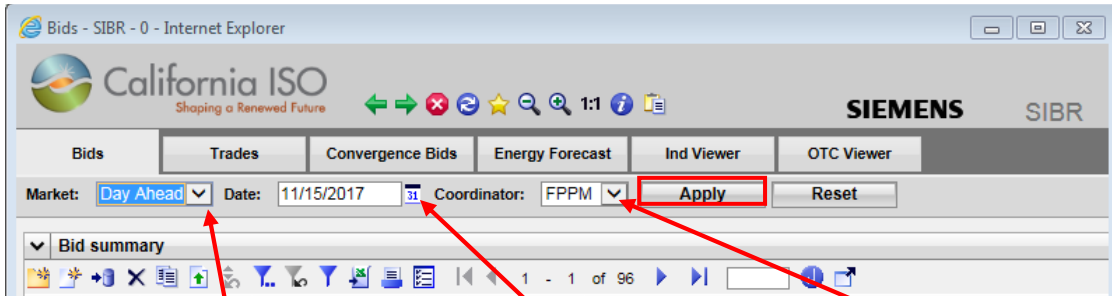 Bids - SIBR - 0 - Internet Explorer
California ISO
Shaping a Renewed Future
1:1
SIEMENS SIBR
Bids Trades Convergence Bids Energy Forecast Ind Viewer OTC Viewer
Market: Day Ahead Date: 11/15/2017 31 Coordinator: FPPM Apply Reset
Bid summary
1 - 1 of 96